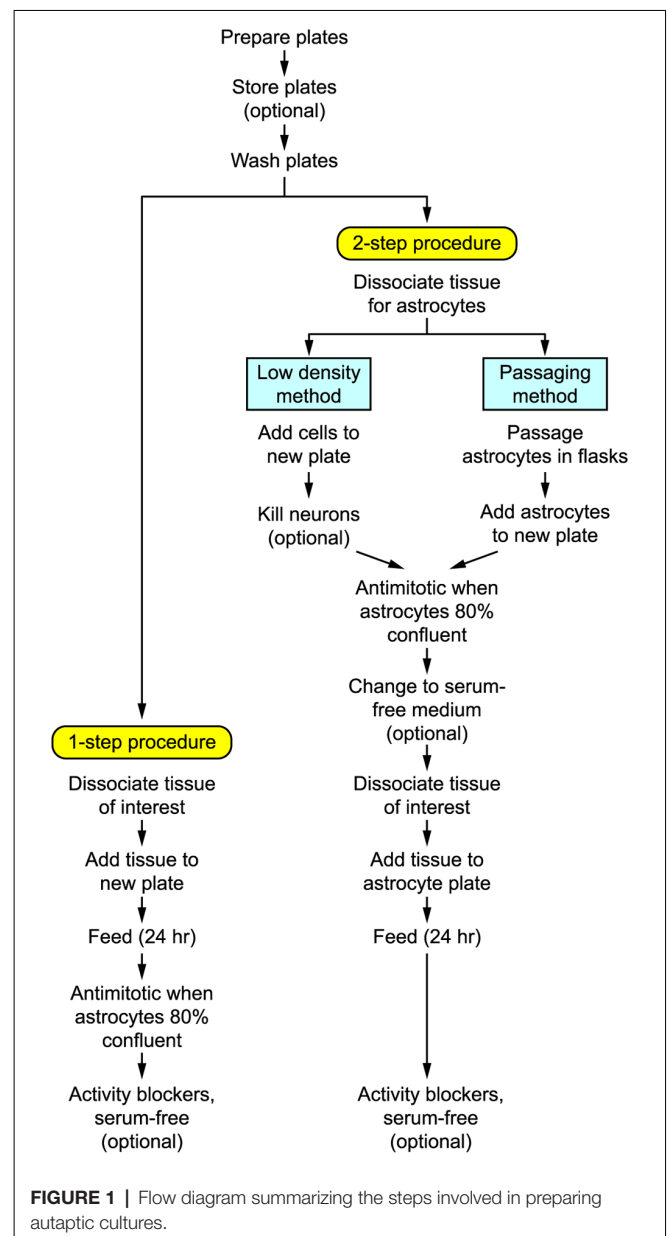 Prepare plates
Store plates
(optional)
Wash plates
2-step procedure
Dissociate tissue
for astrocytes
Low density
method
Add cells to
new plate
Kill neurons
(optional)
Passaging
method
Passage
astrocytes in flasks
Add astrocytes
to new plate
Antimitotic when
astrocytes 80%
confluent
Change to serum-
free medium
(optional)
Dissociate tissue
of interest
Add tissue to
astrocyte plate
Feed (24 hr)
Activity blockers,
serum-free
(optional)
1-step procedure
Dissociate tissue
of interest
Add tissue to
new plate
Feed (24 hr)
Antimitotic when
astrocytes 80%
confluent
Activity blockers,
serum-free
(optional)
FIGURE 1 | Flow diagram summarizing the steps involved in preparing
autaptic cultures.